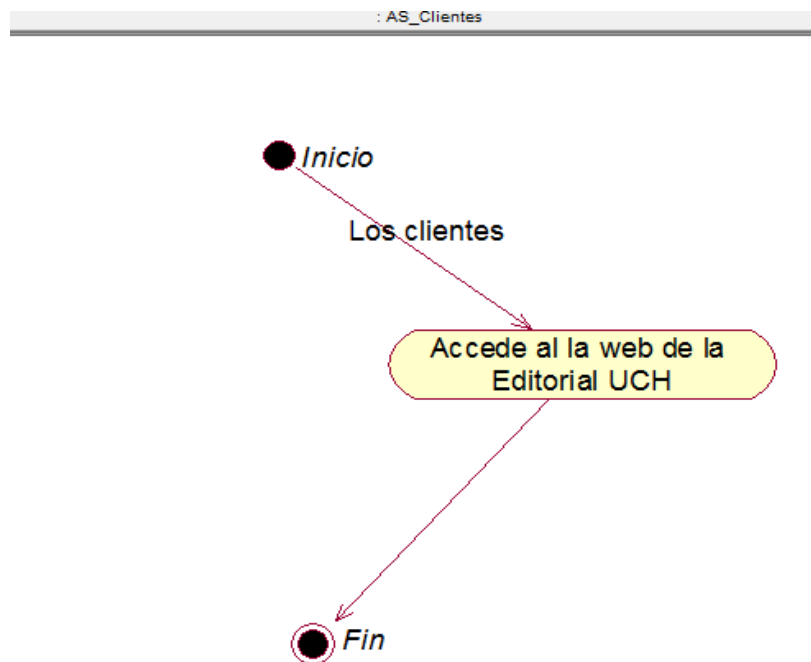 : AS_Clientes
Inicio
Los clientes
Accede al la web de la
Editorial UCH
Fin